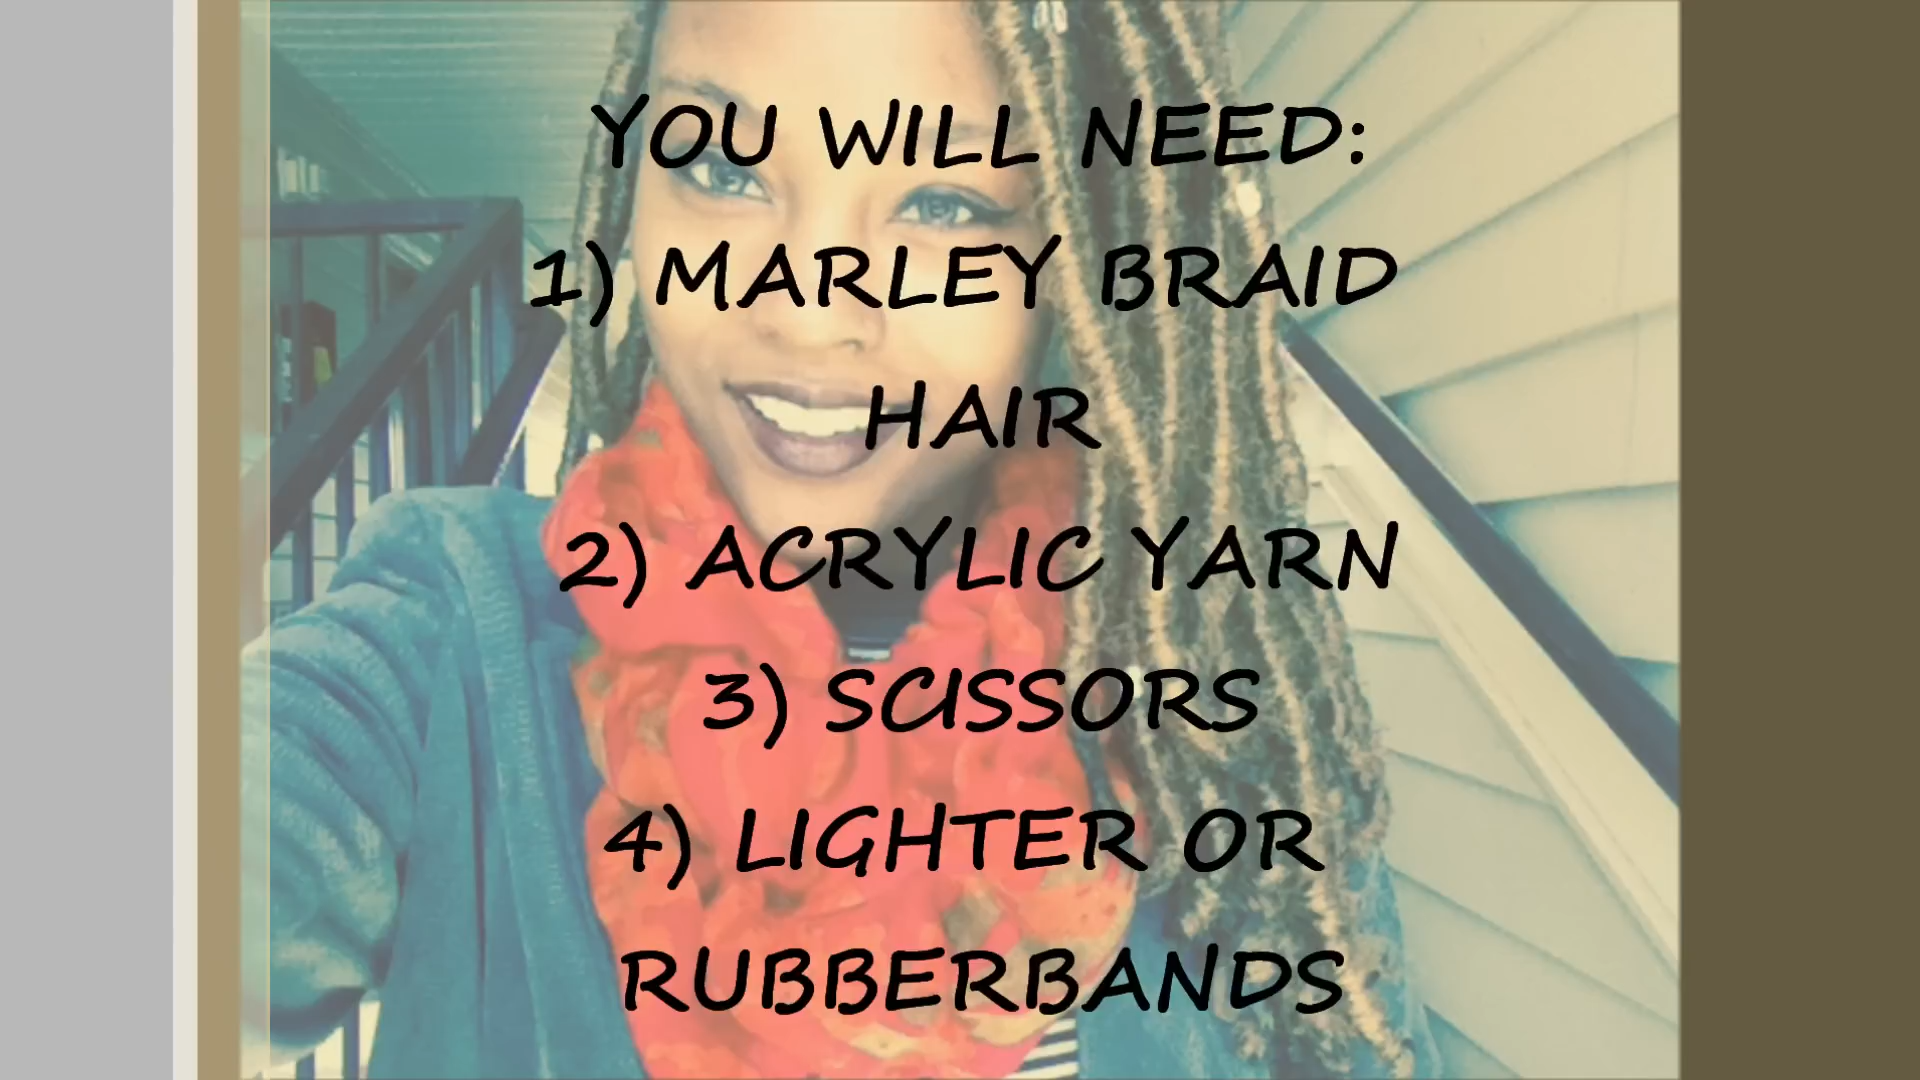 YOU WILL NEED:
1) MARLEY BRAID
HAIR
2) ACRYLIC YARN
3) SCISSORS
4) LIGHTER OR
RUBBERBANDS